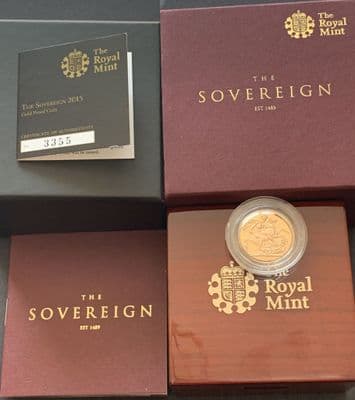 The Royal
Mint
THE SOVEREIGN 2015
Gold Proof Coin
CERTIFICATE OF AUTHENTICITY
No 3355
The Royal
Mint
THE
SOVEREIGN
EST 1489
THE
SOVEREIGN
EST 1489
The
Royal
Mint